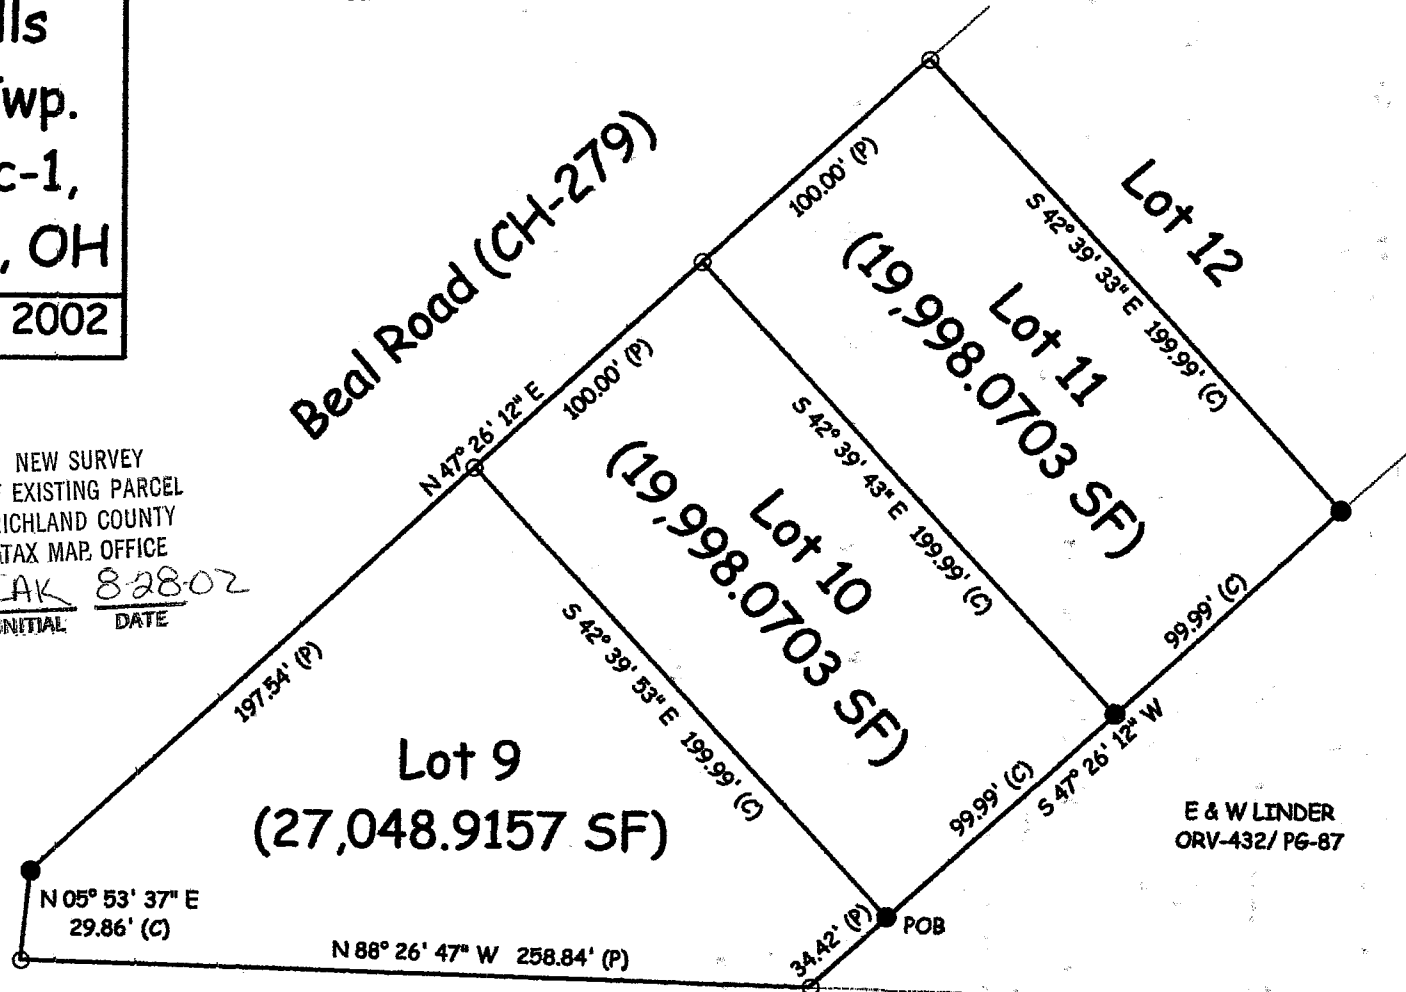 lls
Twp.
c-1,
, OH
2002
NEW SURVEY
EXISTING PARCEL
RICHLAND COUNTY
TAX MAP OFFICE
8-28-02
INITIAL DATE
Beal Road (CH-279)
N 47° 26' 12" E
100.00' (P)
100.00' (P)
197.54' (P)
Lot 12
S 42° 39' 33" E 199.99' (C)
Lot 11
(19,998.0703 SF)
S 42° 39' 43" E 199.99' (C)
Lot 10
(19,998.0703 SF)
S 42° 39' 53" E 199.99' (C)
Lot 9
(27,048.9157 SF)
99.99' (C)
99.99' (C)
S 47° 26' 12" W
E & W LINDER
ORV-432/ PG-87
POB
34.42' (P)
N 05° 53' 37" E
29.86' (C)
N 88° 26' 47" W 258.84' (P)